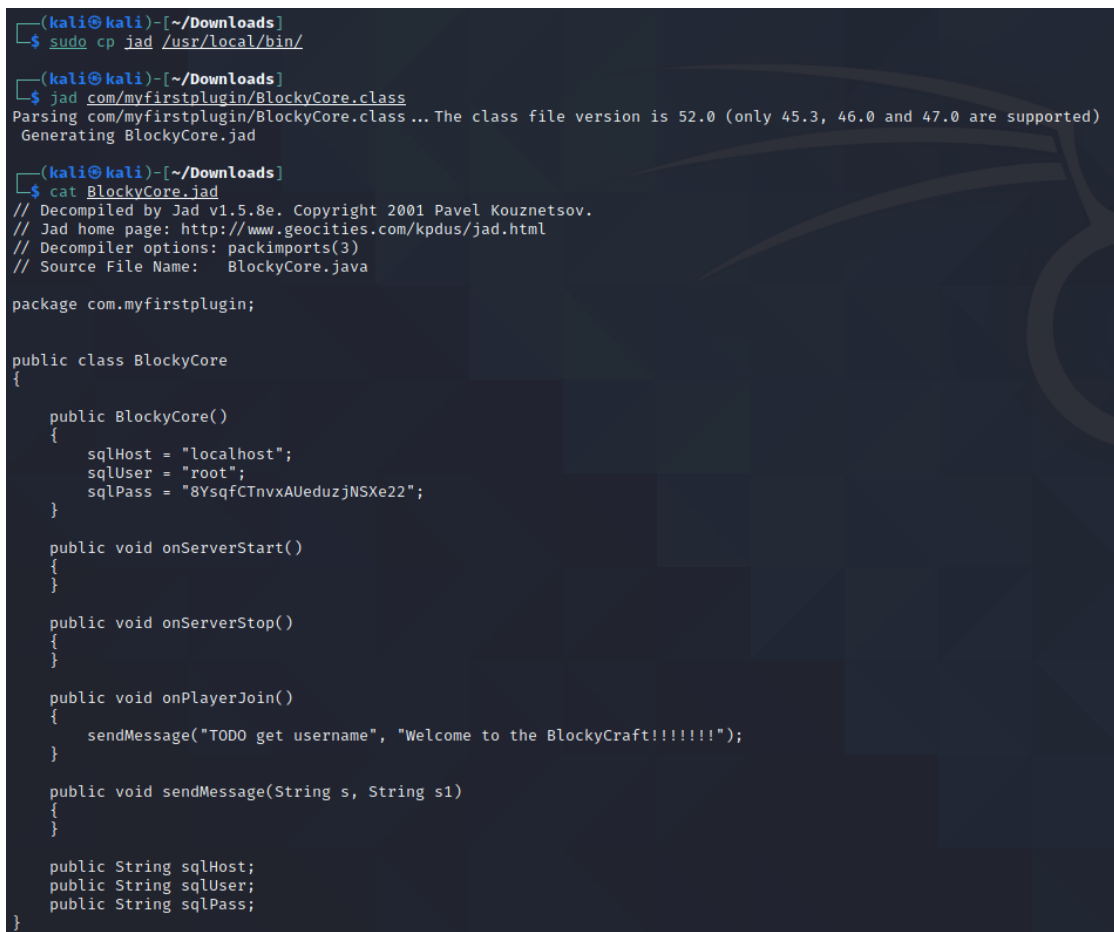 ┌──(kali㉿kali)-[~/Downloads]
└─$ sudo cp jad /usr/local/bin/
┌──(kali㉿kali)-[~/Downloads]
└─$ jad com/myfirstplugin/BlockyCore.class
Parsing com/myfirstplugin/BlockyCore.class...The class file version is 52.0 (only 45.3, 46.0 and 47.0 are supported)
 Generating BlockyCore.jad
┌──(kali㉿kali)-[~/Downloads]
└─$ cat BlockyCore.jad
// Decompiled by Jad v1.5.8e. Copyright 2001 Pavel Kouznetsov.
// Jad home page: http://www.geocities.com/kpdus/jad.html
// Decompiler options: packimports(3)
// Source File Name:   BlockyCore.java
package com.myfirstplugin;
public class BlockyCore
{
    public BlockyCore()
    {
        sqlHost = "localhost";
        sqlUser = "root";
        sqlPass = "8YsqfCTnvxAUeduzjNSXe22";
    }
    public void onServerStart()
    {
    }
    public void onServerStop()
    {
    }
    public void onPlayerJoin()
    {
        sendMessage("TODO get username", "Welcome to the BlockyCraft!!!!!!!");
    }
    public void sendMessage(String s, String s1)
    {
    }
    public String sqlHost;
    public String sqlUser;
    public String sqlPass;
}